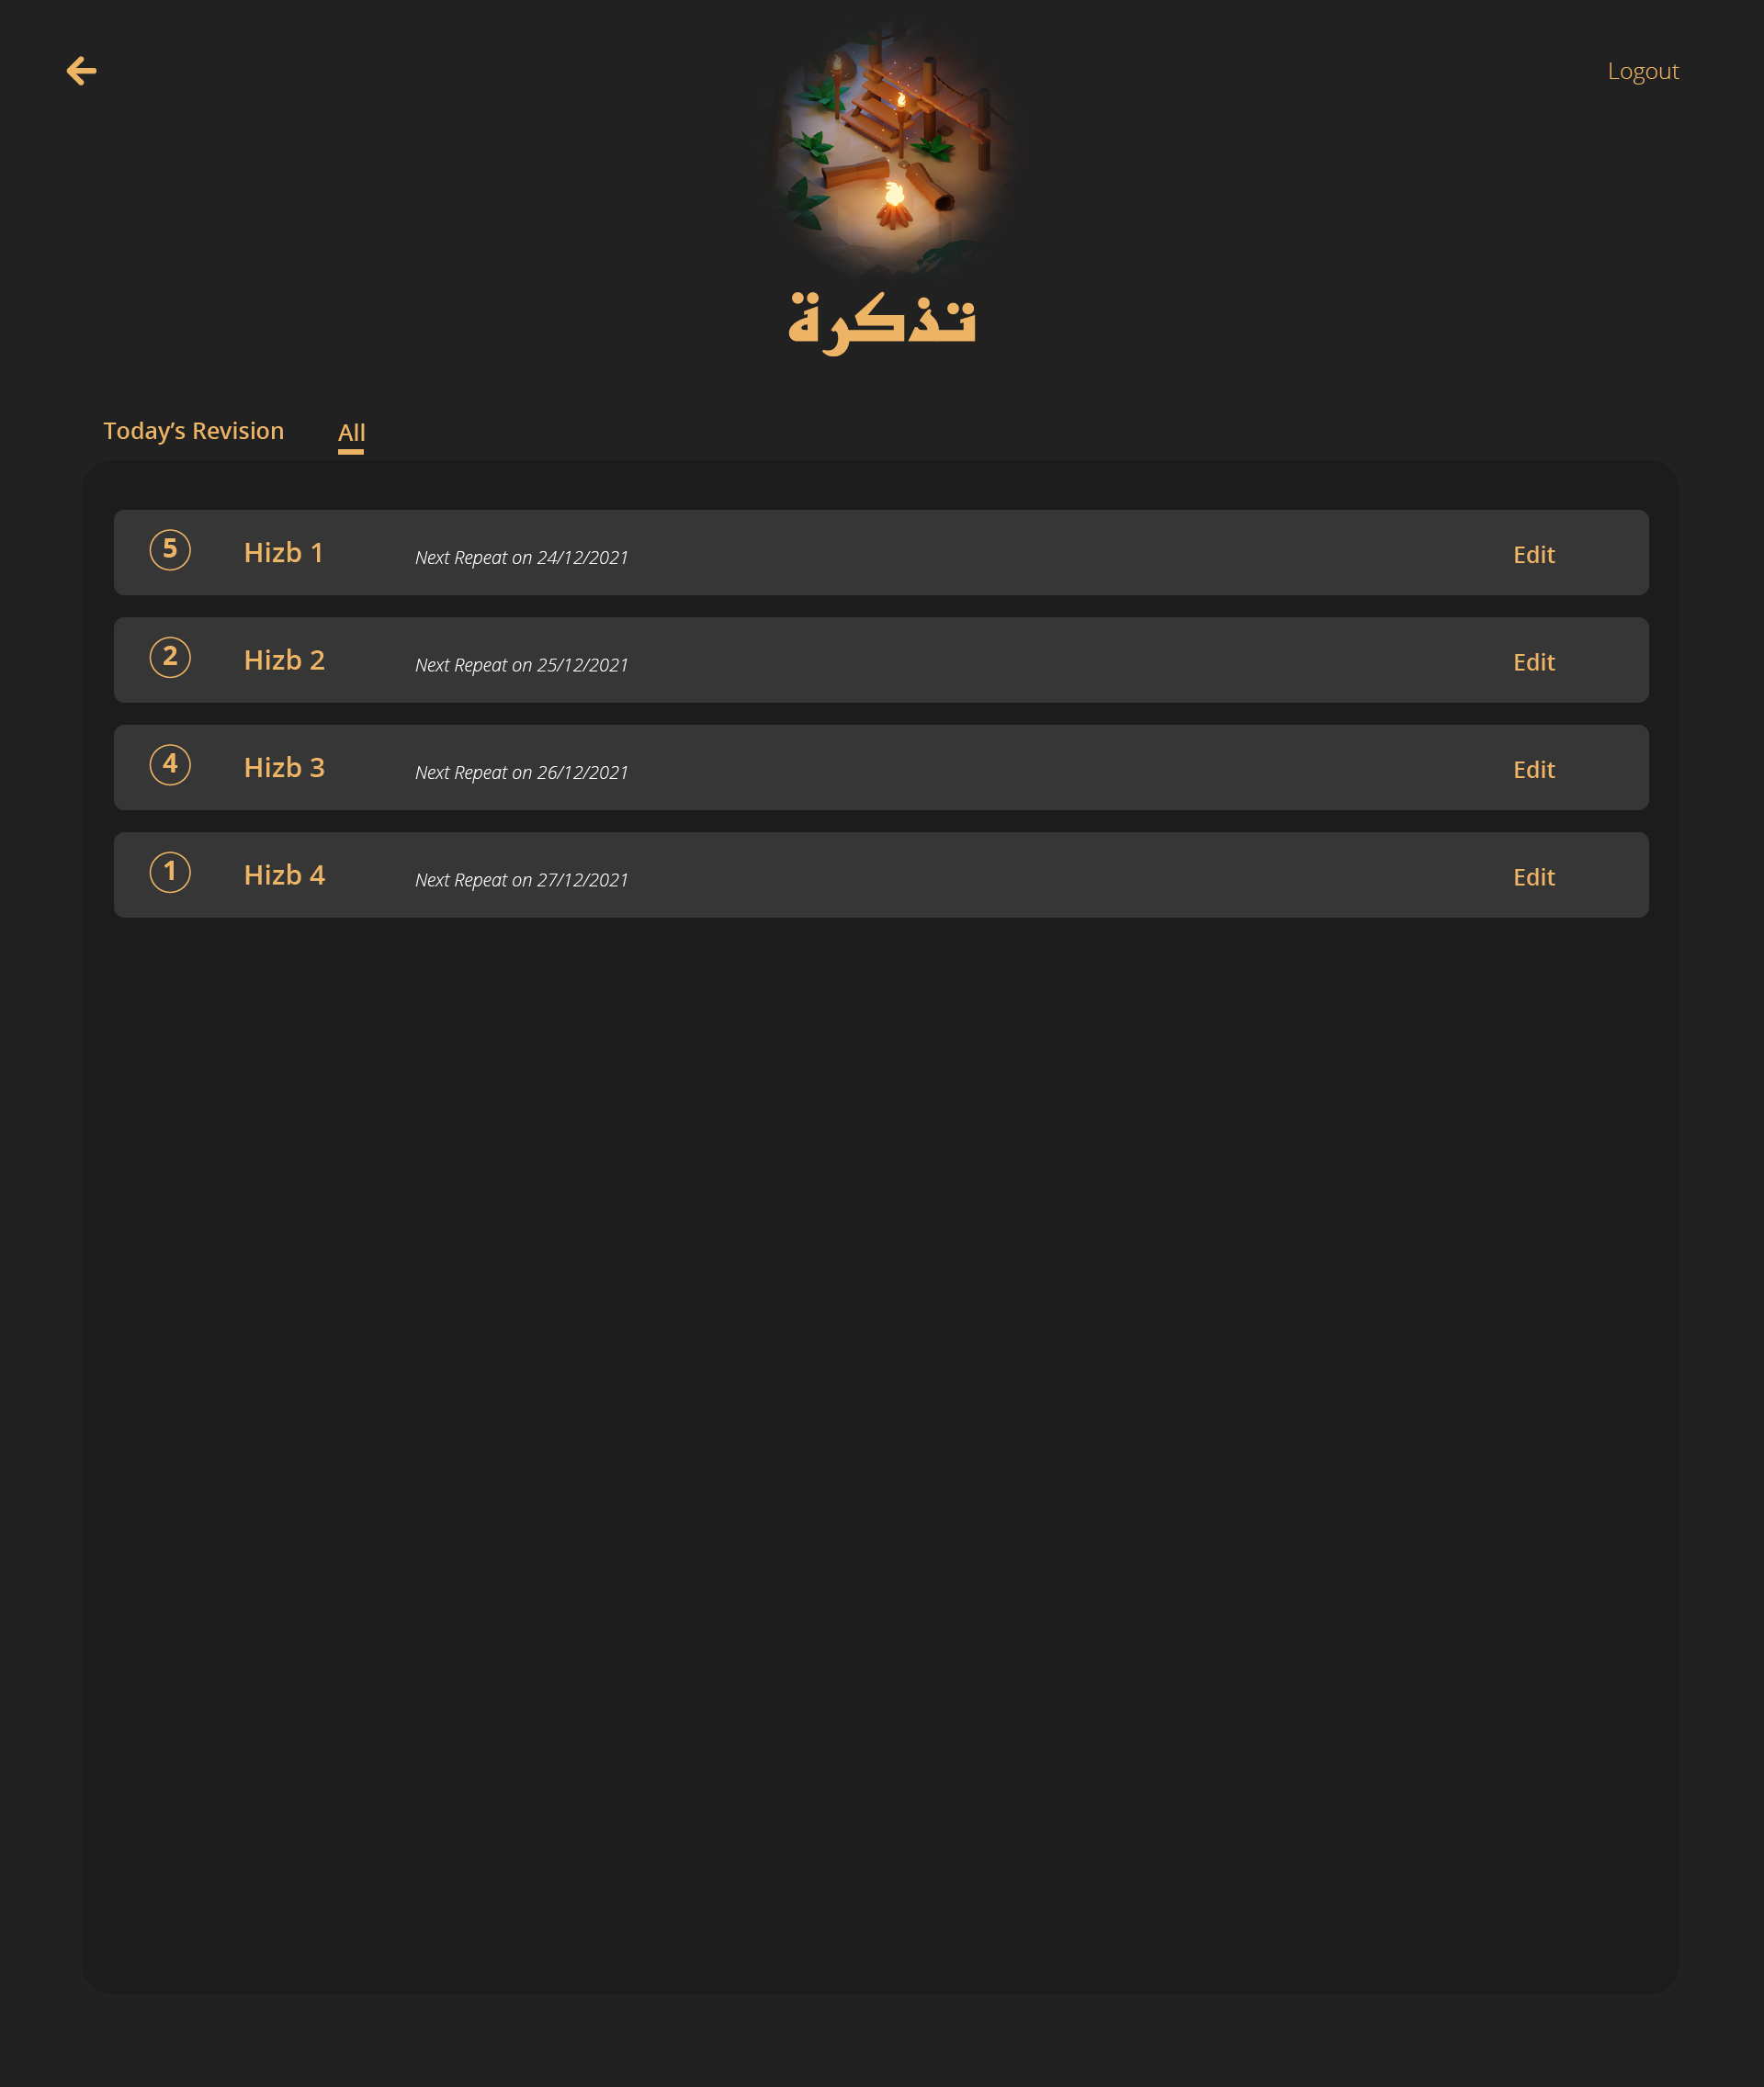 Logout
تذكرة
Today’s Revision All
5 Hizb 1 Next Repeat on 24/12/2021 Edit
2 Hizb 2 Next Repeat on 25/12/2021 Edit
4 Hizb 3 Next Repeat on 26/12/2021 Edit
1 Hizb 4 Next Repeat on 27/12/2021 Edit